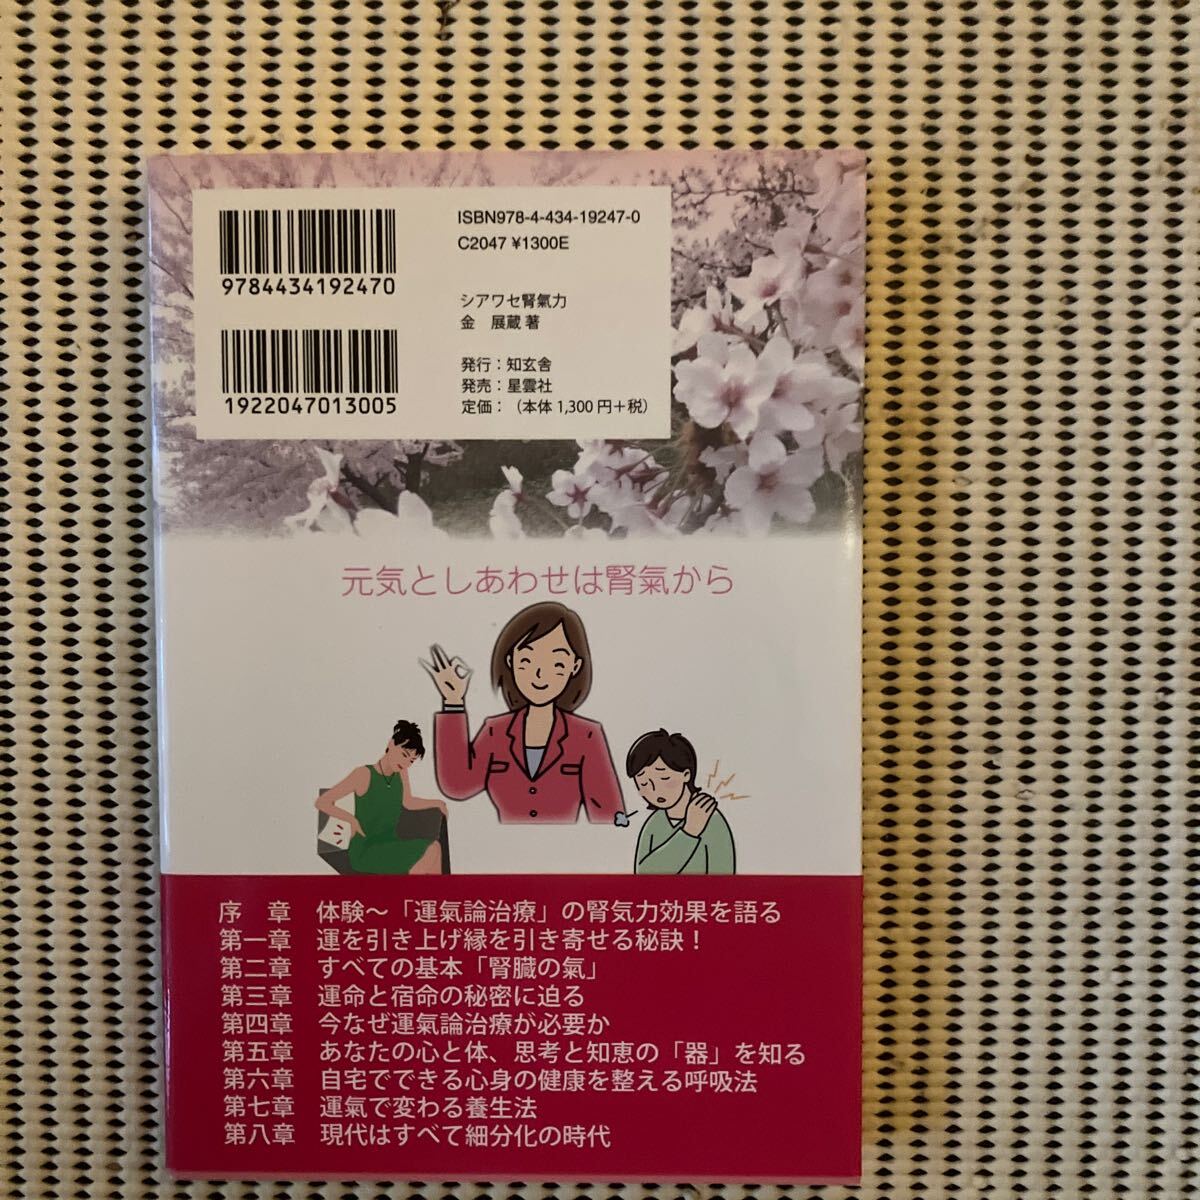 ISBN978-4-434-19247-0
C2047 ¥1300E
9784434192470
シアワセ腎氣力
金　展蔵 著
発行：知玄舎
発売：星雲社
定価：（本体 1,300 円＋税）
1922047013005
元気としあわせは腎氣から
序　章　体験～「運氣論治療」の腎気力効果を語る
第一章　運を引き上げ縁を引き寄せる秘訣！
第二章　すべての基本「腎臓の氣」
第三章　運命と宿命の秘密に迫る
第四章　今なぜ運氣論治療が必要か
第五章　あなたの心と体、思考と知恵の「器」を知る
第六章　自宅でできる心身の健康を整える呼吸法
第七章　運氣で変わる養生法
第八章　現代はすべて細分化の時代